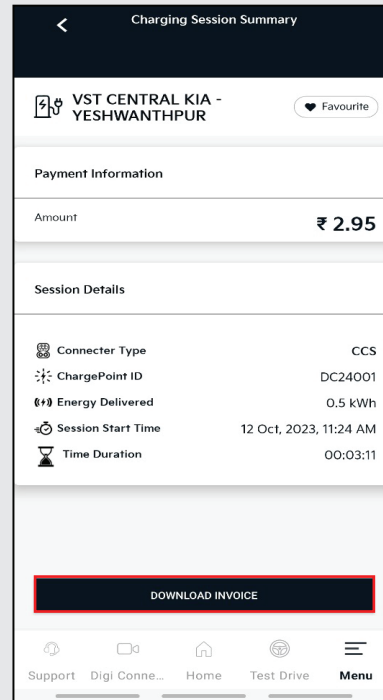 Charging Session Summary
VST CENTRAL KIA -
YESHWANTHPUR
Favourite
Payment Information
Amount
₹ 2.95
Session Details
Connecter Type
CCS
ChargePoint ID
DC24001
Energy Delivered
0.5 kWh
Session Start Time
12 Oct, 2023, 11:24 AM
Time Duration
00:03:11
DOWNLOAD INVOICE
Support
Digi Conne...
Home
Test Drive
Menu